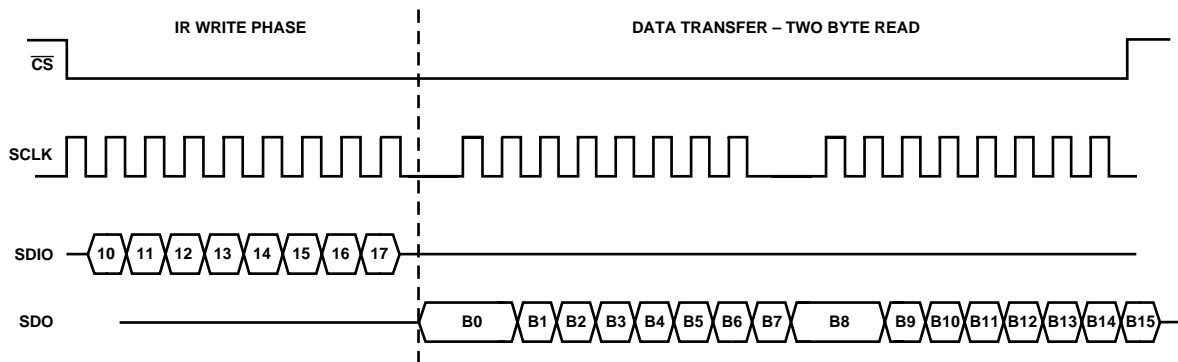 IR WRITE PHASE DATA TRANSFER – TWO BYTE READ
CS
SCLK
SDIO 10 11 12 13 14 15 16 17
SDO B0 B1 B2 B3 B4 B5 B6 B7 B8 B9 B10 B11 B12 B13 B14 B15